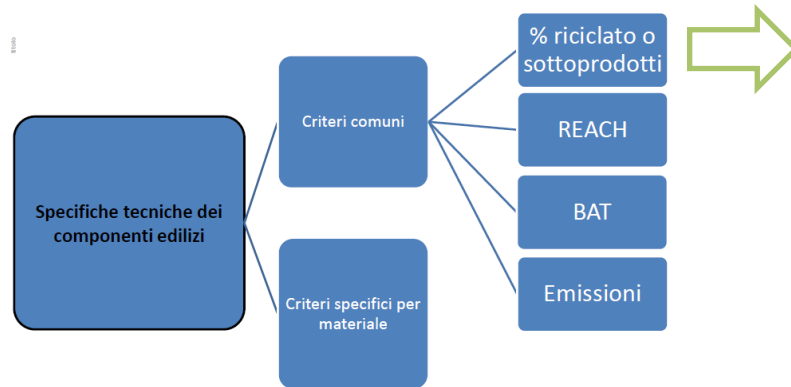 Specifiche tecniche dei
componenti edilizi
Criteri comuni
Criteri specifici per
materiale
% riciclato o
sottoprodotti
REACH
BAT
Emissioni